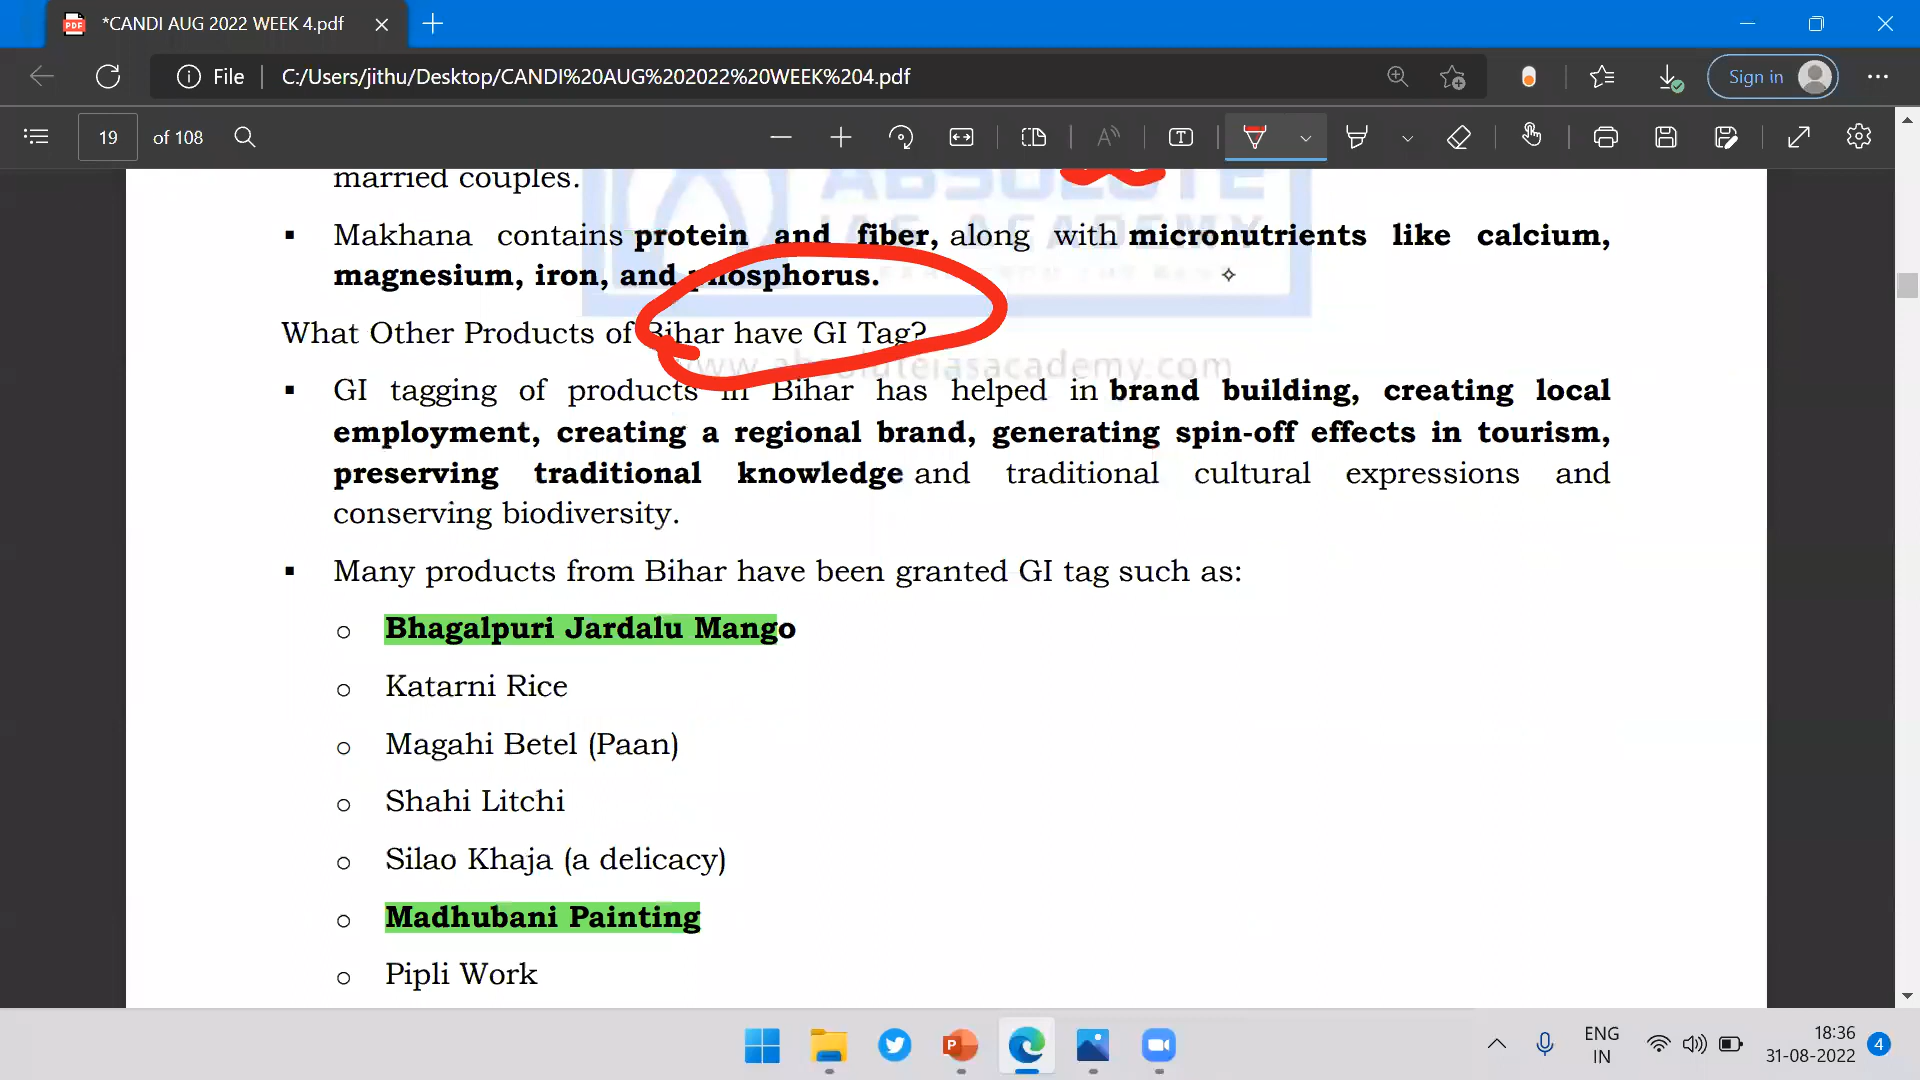 *CANDI AUG 2022 WEEK 4.pdf
File C:/Users/jithu/Desktop/CANDI%20AUG%202022%20WEEK%204.pdf Sign in
19 of 108
married couples. ABSOLUTE
IAS ACADEMY
▪ Makhana contains protein and fiber, along with micronutrients like calcium,
magnesium, iron, and phosphorus.
What Other Products of Bihar have GI Tag?
www.absoluteiasacademy.com
▪ GI tagging of products in Bihar has helped in brand building, creating local
employment, creating a regional brand, generating spin-off effects in tourism,
preserving traditional knowledge and traditional cultural expressions and
conserving biodiversity.
▪ Many products from Bihar have been granted GI tag such as:
o Bhagalpuri Jardalu Mango
o Katarni Rice
o Magahi Betel (Paan)
o Shahi Litchi
o Silao Khaja (a delicacy)
o Madhubani Painting
o Pipli Work
ENG 18:36
IN 31-08-2022 4